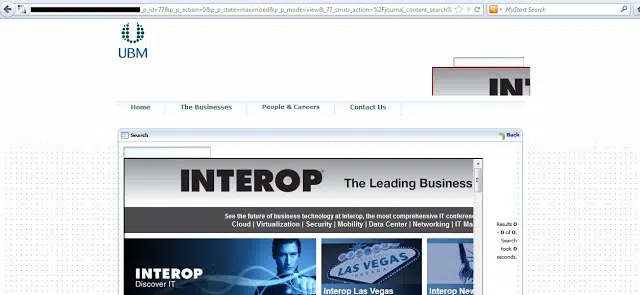 _p_id=77&p_p_action=0&p_p_state=maximized&p_p_mode=view&_77_struts_action=%2Fjournal_content_search%
MyStart Search
UBM
INT
Home The Businesses People & Careers Contact Us
Search Back
INTEROP® The Leading Business
See the future of business technology at Interop, the most comprehensive IT conferen
Cloud | Virtualization | Security | Mobility | Data Center | Networking | IT Ma
Results 0
- 0 of 0.
Search
took 0
seconds.
INTEROP
Discover IT
LAS VEGAS
NEVADA
Interop Las Vegas
NEW
Interop New